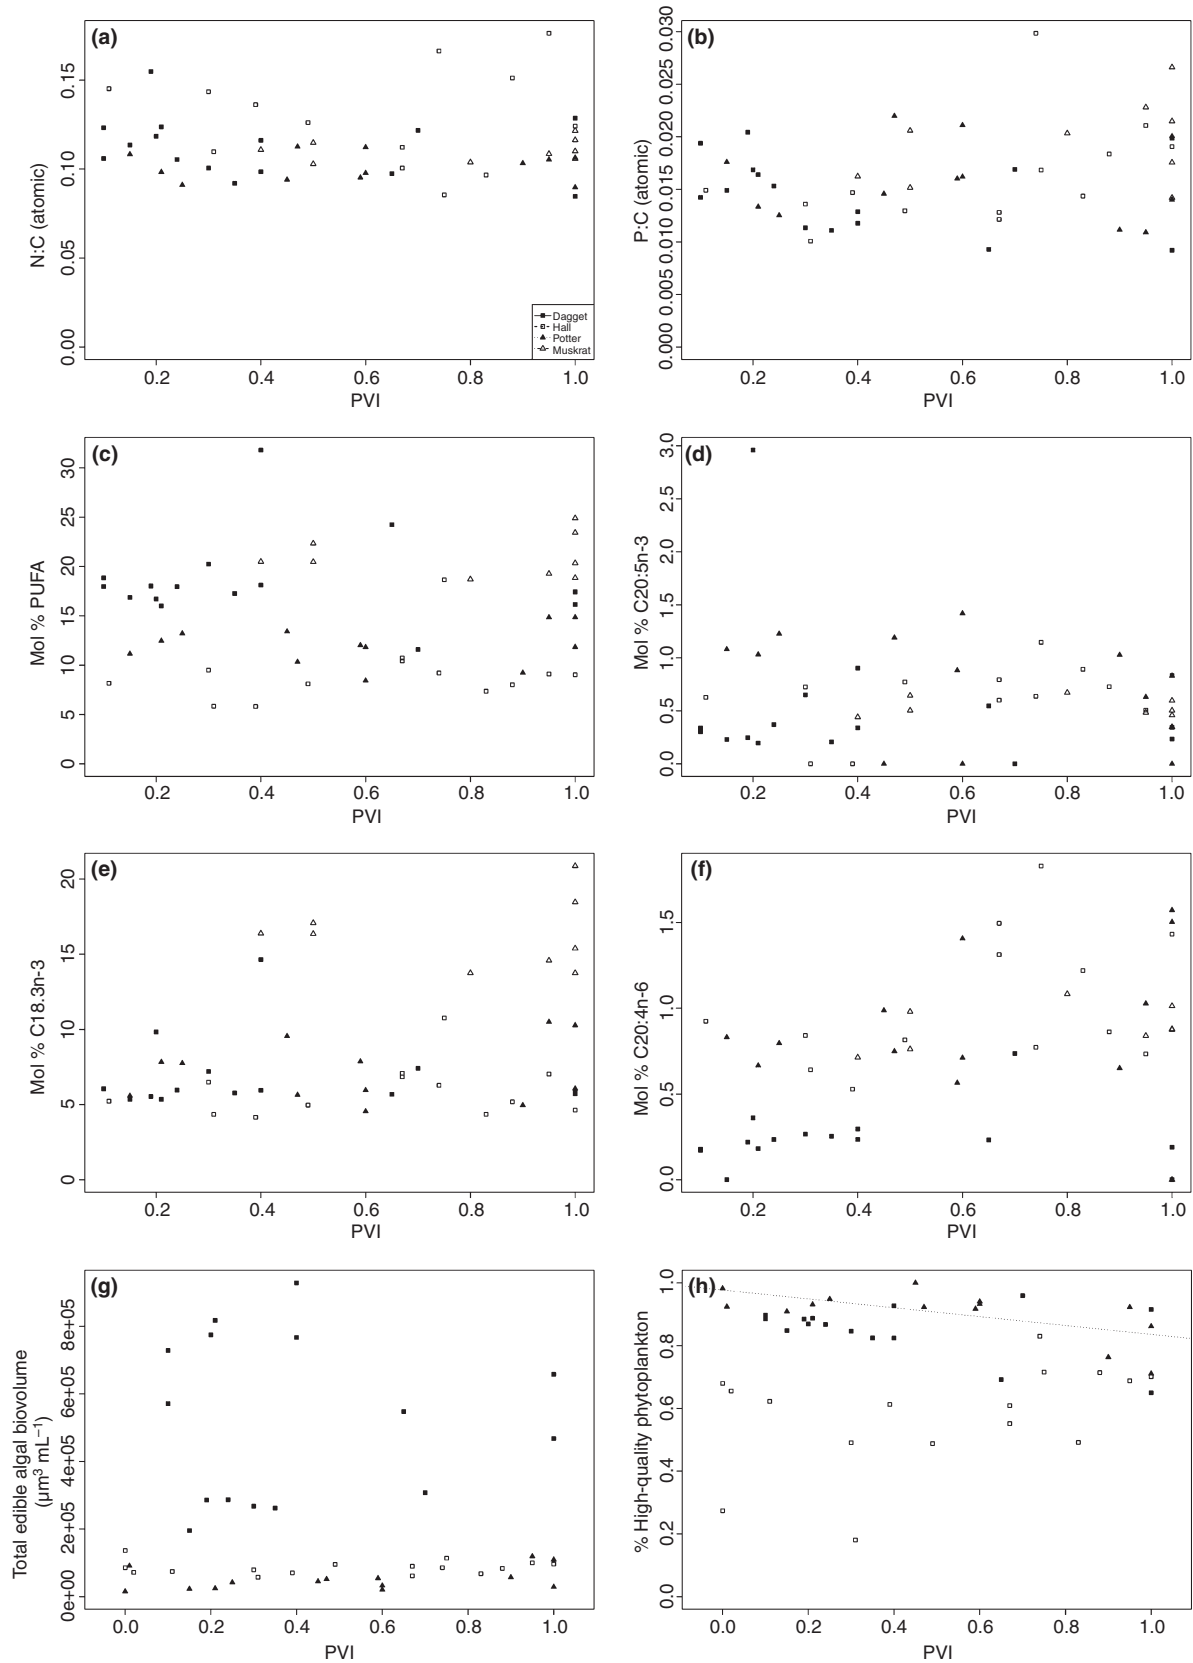 (a)
N:C (atomic)
0.00 0.05 0.10 0.15
0.2 0.4 0.6 0.8 1.0
PVI
Dagget
Hall
Potter
Muskrat
(b)
P:C (atomic)
0.000 0.005 0.010 0.015 0.020 0.025 0.030
0.2 0.4 0.6 0.8 1.0
PVI
(c)
Mol % PUFA
0 5 10 15 20 25 30
0.2 0.4 0.6 0.8 1.0
PVI
(d)
Mol % C20:5n-3
0.0 0.5 1.0 1.5 2.0 2.5 3.0
0.2 0.4 0.6 0.8 1.0
PVI
(e)
Mol % C18.3n-3
0 5 10 15 20
0.2 0.4 0.6 0.8 1.0
PVI
(f)
Mol % C20:4n-6
0.0 0.5 1.0 1.5
0.2 0.4 0.6 0.8 1.0
PVI
(g)
Total edible algal biovolume
(µm³ mL⁻¹)
0e+00 2e+05 4e+05 6e+05 8e+05
0.0 0.2 0.4 0.6 0.8 1.0
PVI
(h)
% High-quality phytoplankton
0.0 0.2 0.4 0.6 0.8 1.0
0.0 0.2 0.4 0.6 0.8 1.0
PVI